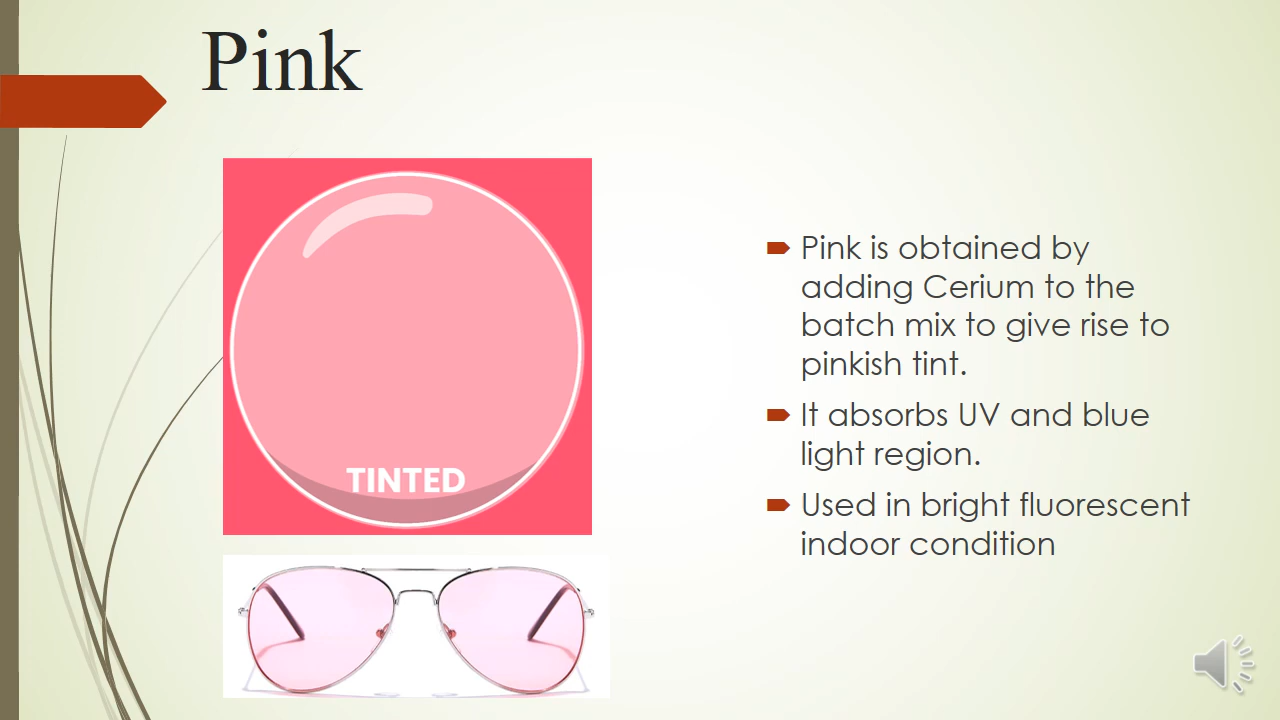 Pink
TINTED
Pink is obtained by
adding Cerium to the
batch mix to give rise to
pinkish tint.
It absorbs UV and blue
light region.
Used in bright fluorescent
indoor condition